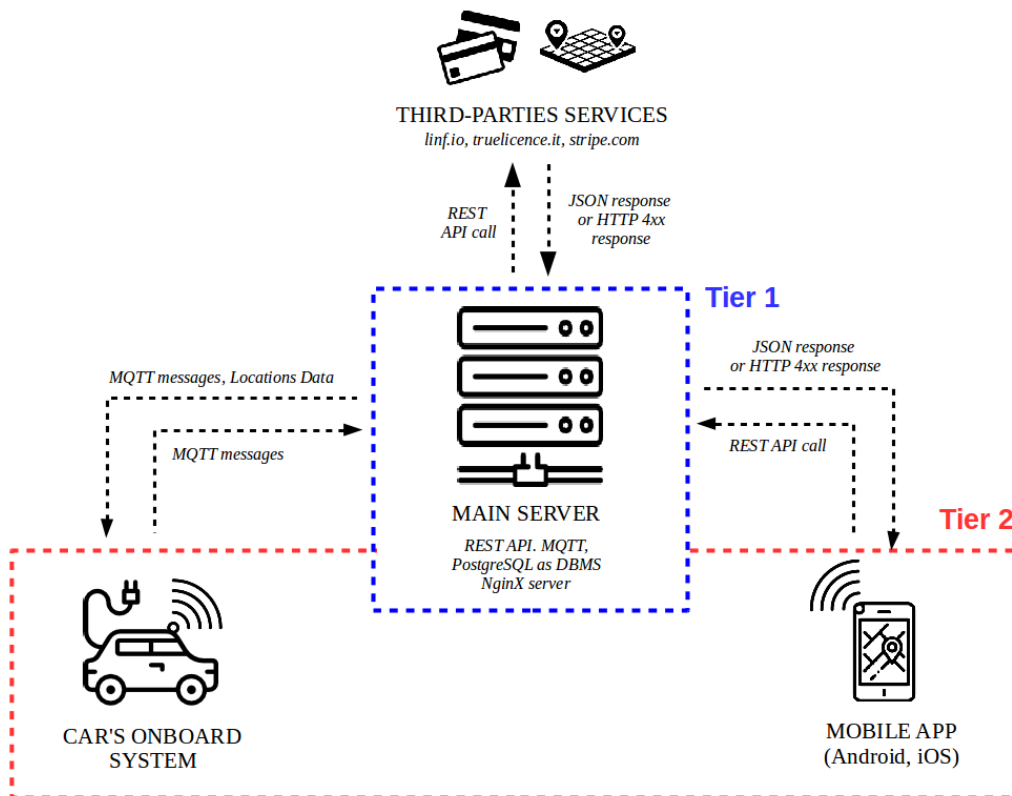 THIRD-PARTIES SERVICES
linf.io, truelicence.it, stripe.com
REST
API call
JSON response
or HTTP 4xx
response
Tier 1
MQTT messages, Locations Data
MQTT messages
JSON response
or HTTP 4xx response
REST API call
MAIN SERVER
REST API. MQTT,
PostgreSQL as DBMS
NginX server
Tier 2
CAR'S ONBOARD
SYSTEM
MOBILE APP
(Android, iOS)